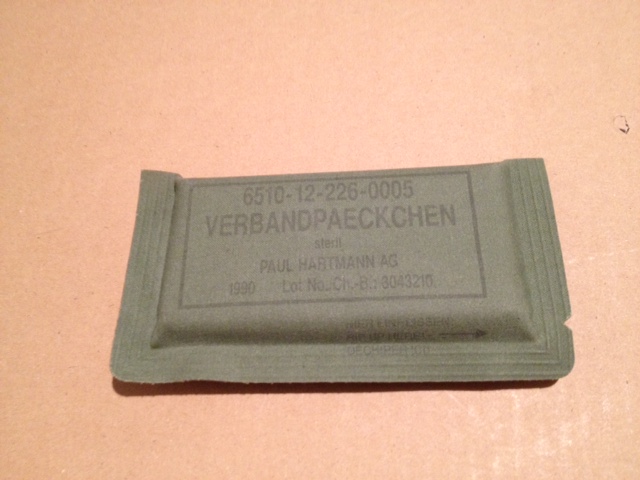 6510-12-226-0005
VERBANDPAECKCHEN
steril
PAUL HARTMANN AG
1990 Lot No.-Ch.-B.: 3043210